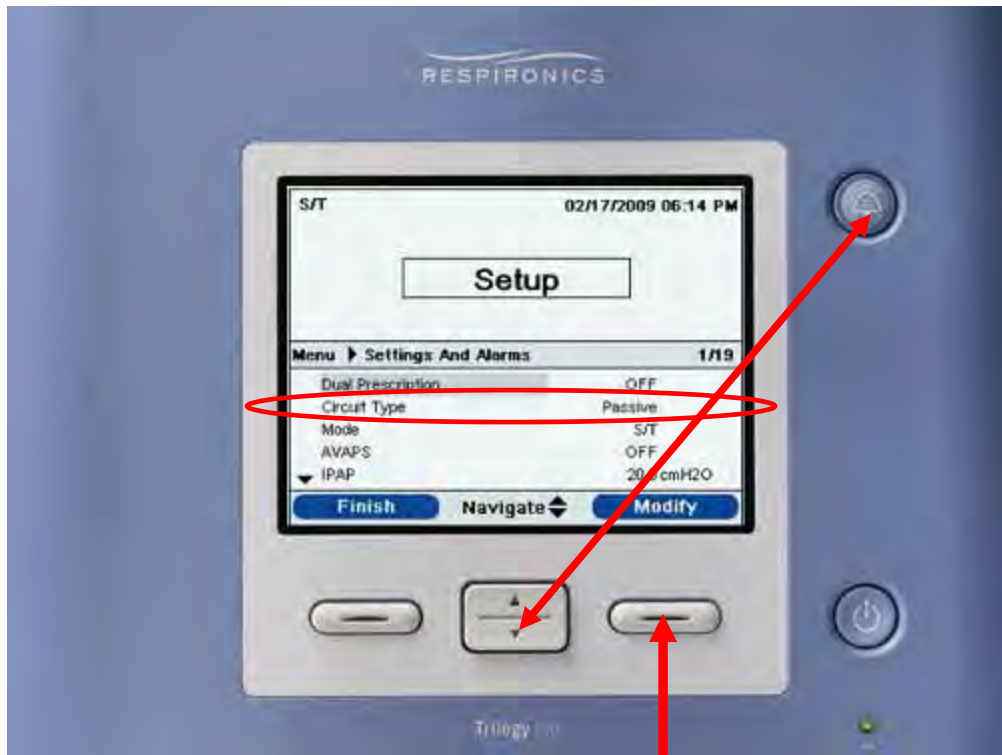 RESPIRONICS
S/T 02/17/2009 06:14 PM
Setup
Menu Settings And Alarms 1/19
Dual Prescription OFF
Circuit Type Passive
Mode S/T
AVAPS OFF
IPAP cmH2O
Finish Navigate Modify
Trilogy